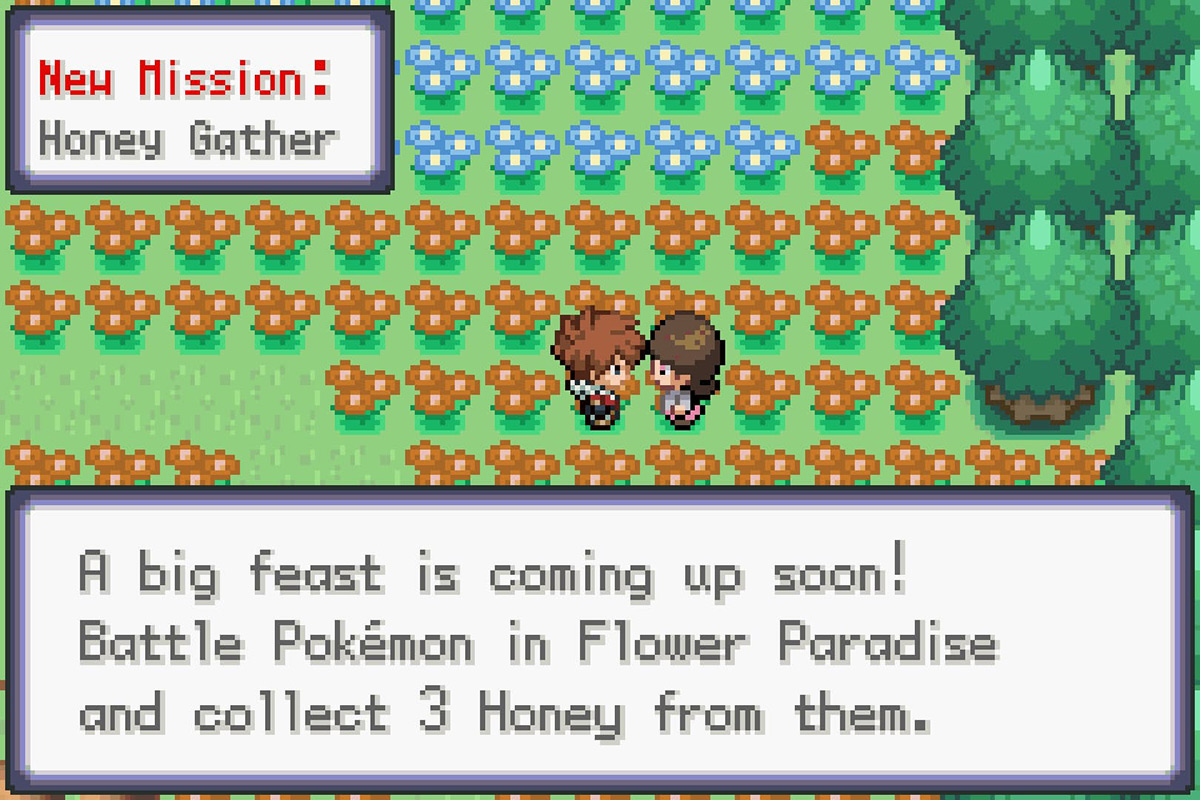 New Mission:
Honey Gather
A big feast is coming up soon!
Battle Pokémon in Flower Paradise
and collect 3 Honey from them.